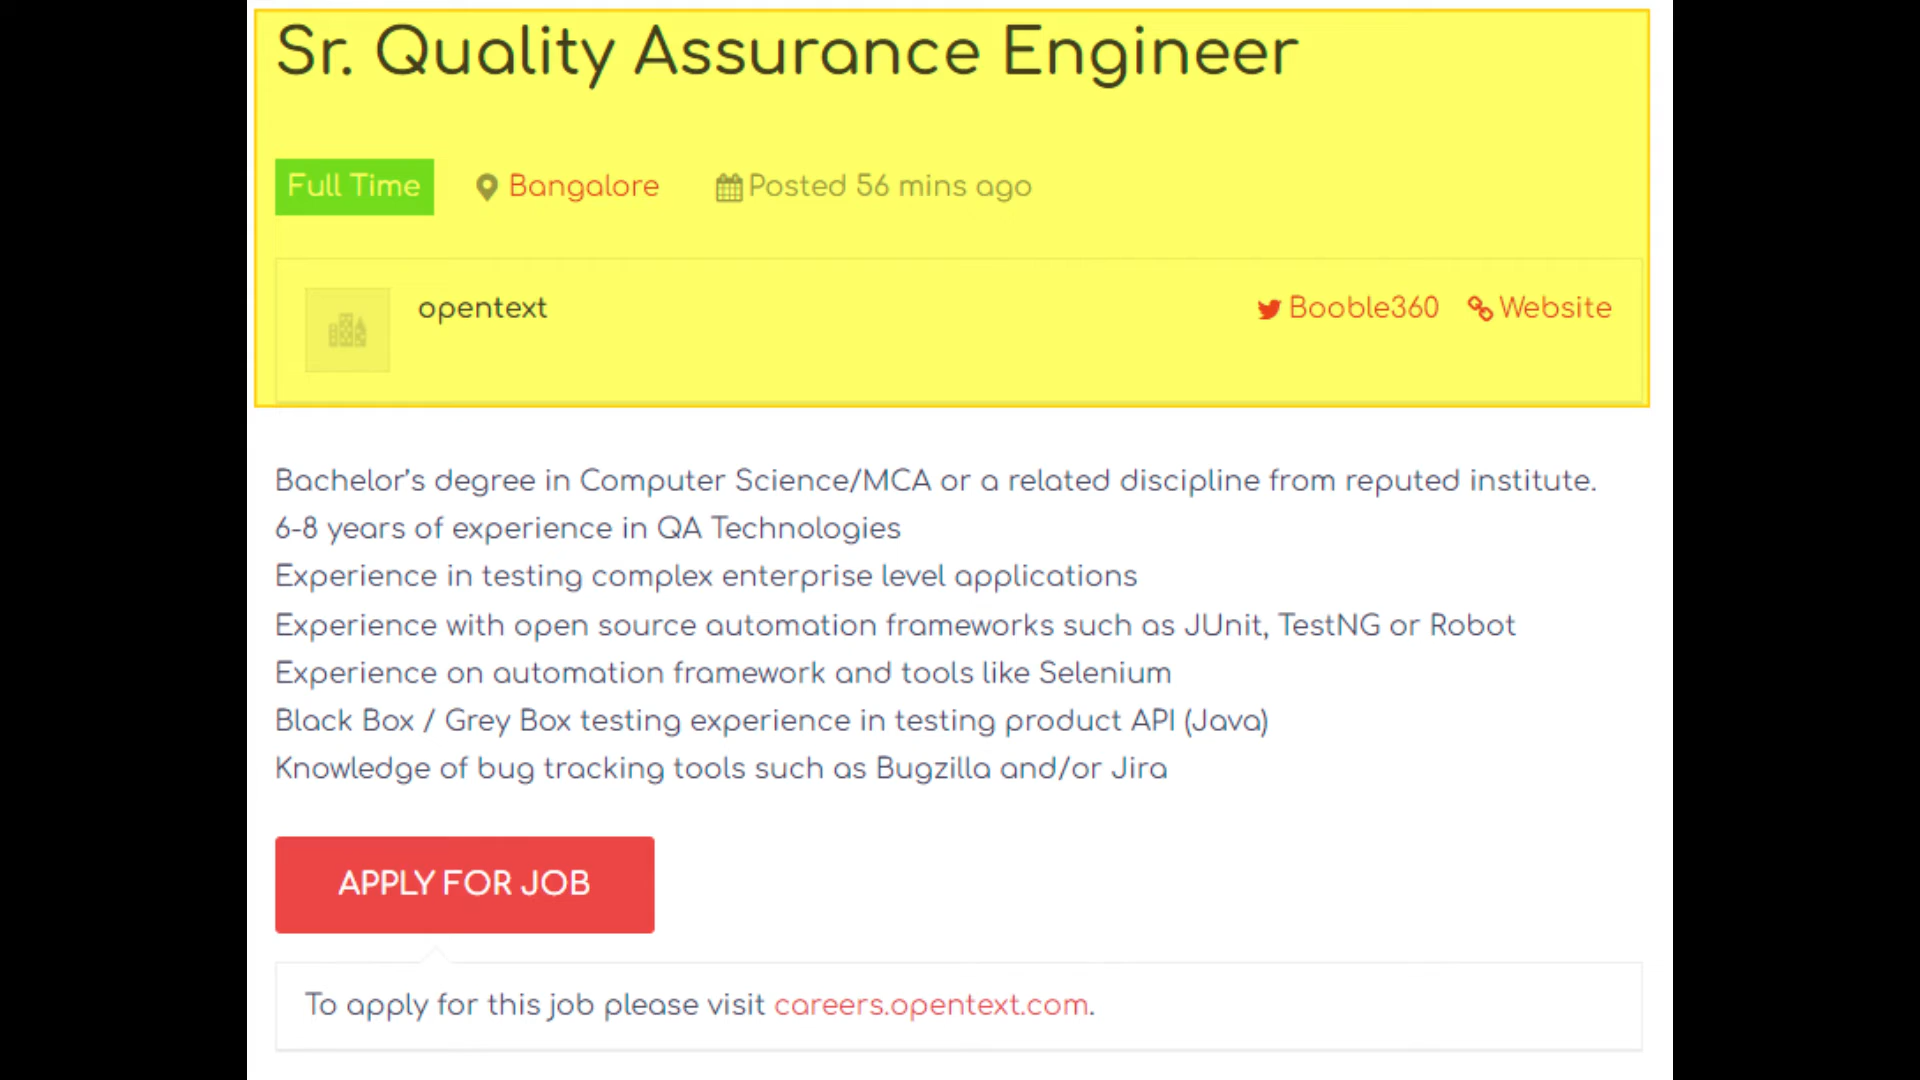 Sr. Quality Assurance Engineer
Full Time Bangalore Posted 56 mins ago
opentext Booble360 Website
Bachelor’s degree in Computer Science/MCA or a related discipline from reputed institute.
6-8 years of experience in QA Technologies
Experience in testing complex enterprise level applications
Experience with open source automation frameworks such as JUnit, TestNG or Robot
Experience on automation framework and tools like Selenium
Black Box / Grey Box testing experience in testing product API (Java)
Knowledge of bug tracking tools such as Bugzilla and/or Jira
APPLY FOR JOB
To apply for this job please visit careers.opentext.com.